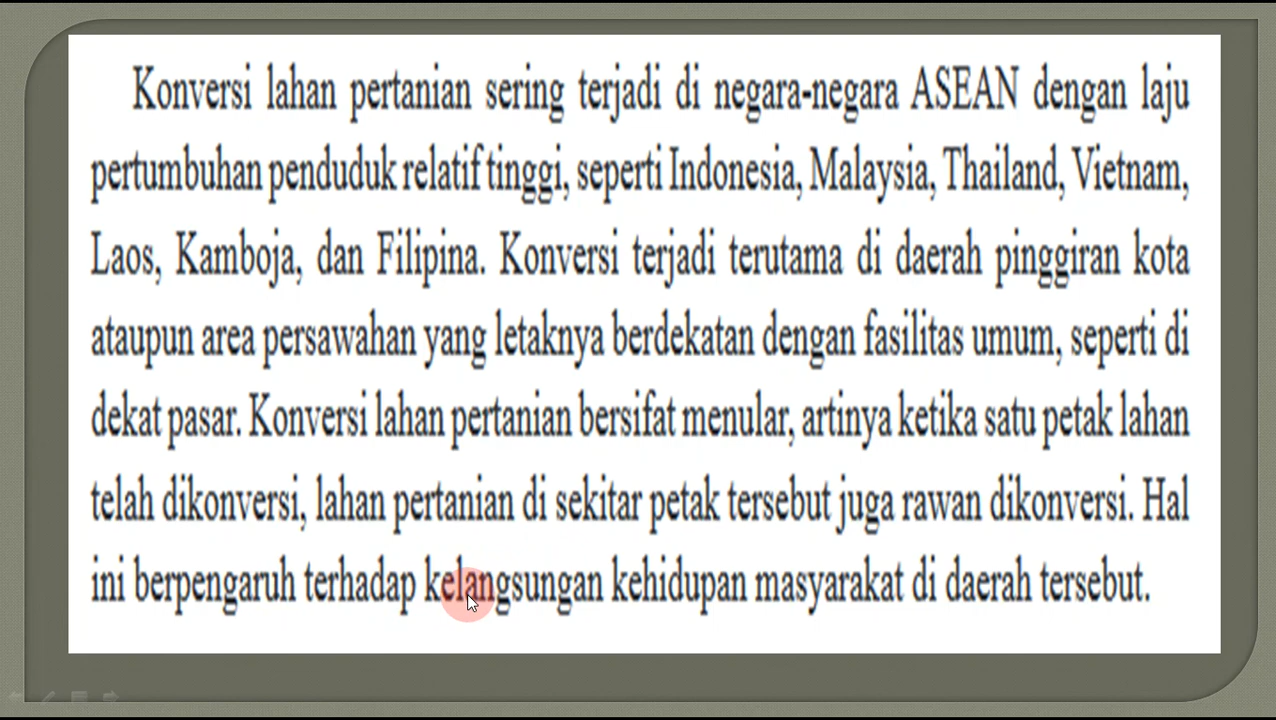 Konversi lahan pertanian sering terjadi di negara-negara ASEAN dengan laju
pertumbuhan penduduk relatif tinggi, seperti Indonesia, Malaysia, Thailand, Vietnam,
Laos, Kamboja, dan Filipina. Konversi terjadi terutama di daerah pinggiran kota
ataupun area persawahan yang letaknya berdekatan dengan fasilitas umum, seperti di
dekat pasar. Konversi lahan pertanian bersifat menular, artinya ketika satu petak lahan
telah dikonversi, lahan pertanian di sekitar petak tersebut juga rawan dikonversi. Hal
ini berpengaruh terhadap kelangsungan kehidupan masyarakat di daerah tersebut.